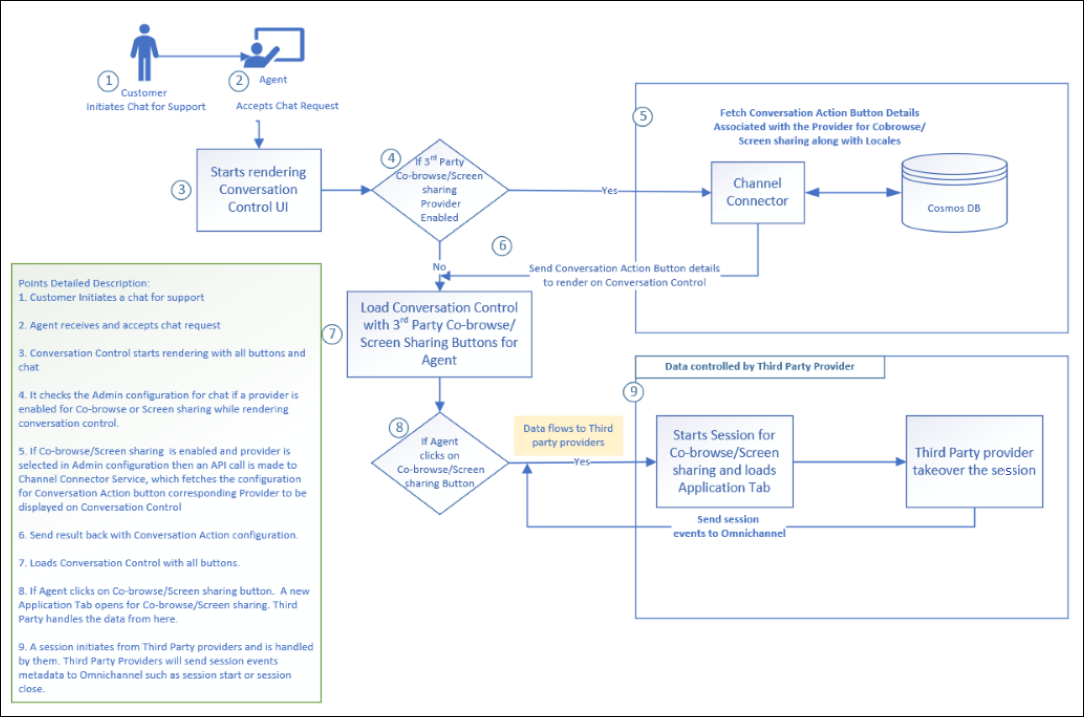 1
Customer
Initiates Chat for Support
2
Agent
Accepts Chat Request
3
Starts rendering
Conversation
Control UI
4
If 3rd Party
Co-browse/Screen
sharing
Provider
Enabled
Yes
No
5
Fetch Conversation Action Button Details
Associated with the Provider for Cobrowse/
Screen sharing along with Locales
Channel
Connector
Cosmos DB
6
Send Conversation Action Button details
to render on Conversation Control
7
Load Conversation Control
with 3rd Party Co-browse/
Screen Sharing Buttons for
Agent
8
If Agent
clicks on
Co-browse/Screen
sharing Button
Data flows to Third
party providers
Yes
9
Data controlled by Third Party Provider
Starts Session for
Co-browse/Screen
sharing and loads
Application Tab
Third Party provider
takeover the session
Send session
events to Omnichannel
Points Detailed Description:
1. Customer Initiates a chat for support
2. Agent receives and accepts chat request
3. Conversation Control starts rendering with all buttons and
chat
4. It checks the Admin configuration for chat if a provider is
enabled for Co-browse or Screen sharing while rendering
conversation control.
5. If Co-browse/Screen sharing is enabled and provider is
selected in Admin configuration then an API call is made to
Channel Connector Service, which fetches the configuration
for Conversation Action button corresponding Provider to be
displayed on Conversation Control
6. Send result back with Conversation Action configuration.
7. Loads Conversation Control with all buttons.
8. If Agent clicks on Co-browse/Screen sharing button. A new
Application Tab opens for Co-browse/Screen sharing. Third
Party handles the data from here.
9. A session initiates from Third Party providers and is handled
by them. Third Party Providers will send session events
metadata to Omnichannel such as session start or session
close.